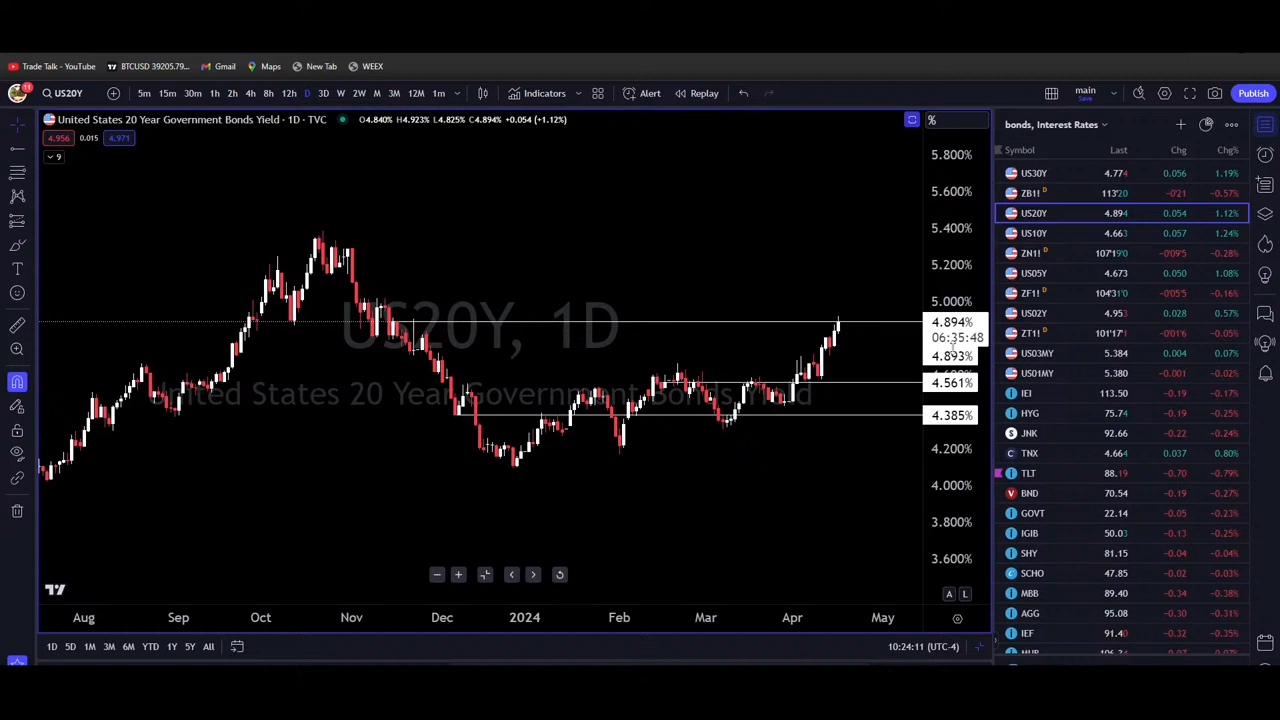 Trade Talk - YouTube BTCUSD 39205.79... Gmail Maps New Tab WEEX
11 US20Y 5m 15m 30m 1h 2h 4h 8h 12h D 3D W 2W M 3M 12M 1m Indicators Alert Replay main Save Publish
United States 20 Year Government Bonds Yield · 1D · TVC O4.840% H4.923% L4.825% C4.894% +0.054 (+1.12%) %
4.956 0.015 4.971
9
US20Y, 1D
United States 20 Year Government Bonds Yield
5.800%
5.600%
5.400%
5.200%
5.000%
4.894%
06:35:48
4.893%
4.561%
4.385%
4.200%
4.000%
3.800%
3.600%
A L
Aug Sep Oct Nov Dec 2024 Feb Mar Apr May
1D 5D 1M 3M 6M YTD 1Y 5Y All 10:24:11 (UTC-4)
bonds, Interest Rates
Symbol Last Chg Chg%
US30Y 4.774 0.056 1.19%
ZB1! D 113'20 −0'21 −0.57%
US20Y 4.894 0.054 1.12%
US10Y 4.663 0.057 1.24%
ZN1! D 107'19'0 −0'09'5 −0.28%
US05Y 4.673 0.050 1.08%
ZF1! D 104'31'0 −0'05'5 −0.16%
US02Y 4.953 0.028 0.57%
ZT1! D 101'17'1 −0'01'6 −0.05%
US03MY 5.384 0.004 0.07%
US01MY 5.380 −0.001 −0.02%
IEI 113.50 −0.19 −0.17%
HYG 75.74 −0.19 −0.25%
JNK 92.66 −0.22 −0.24%
TNX 4.664 0.037 0.80%
TLT 88.19 −0.70 −0.79%
BND 70.54 −0.19 −0.27%
GOVT 22.14 −0.05 −0.23%
IGIB 50.03 −0.13 −0.25%
SHY 81.15 −0.04 −0.04%
SCHO 47.85 −0.02 −0.03%
MBB 89.40 −0.34 −0.38%
AGG 95.08 −0.30 −0.31%
IEF 91.40 −0.32 −0.35%